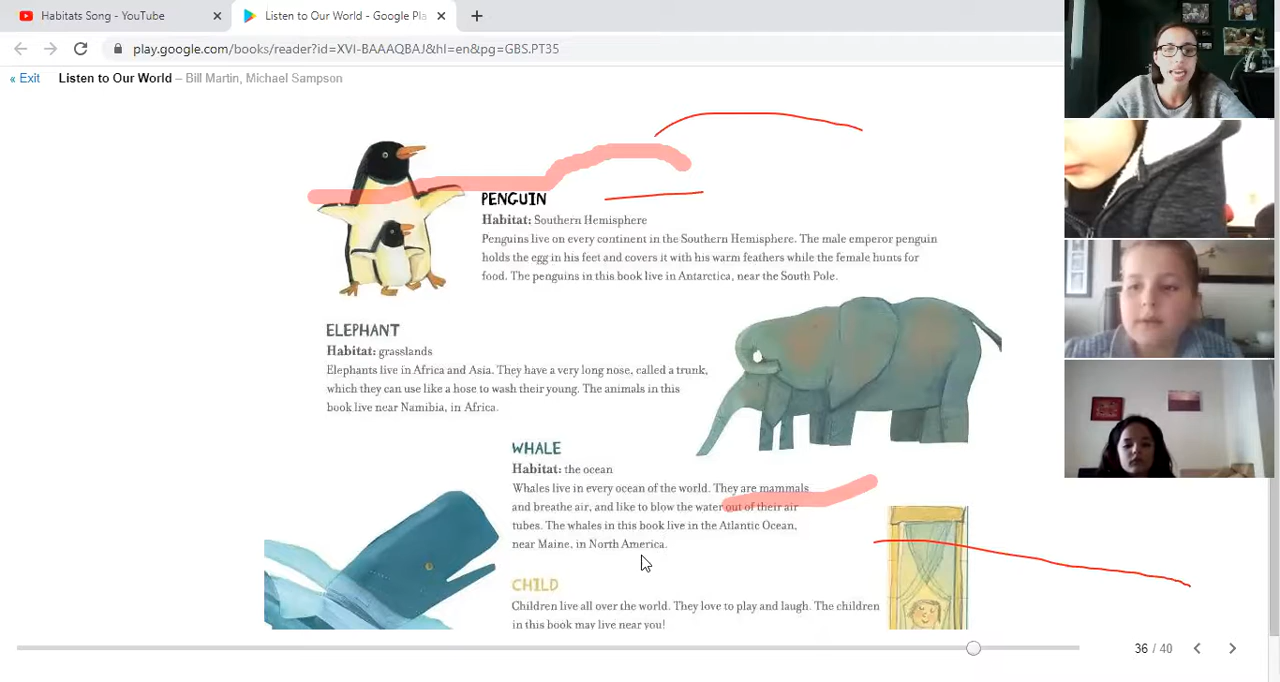 Habitats Song - YouTube
Listen to Our World - Google Pla
play.google.com/books/reader?id=XVI-BAAAQBAJ&hl=en&pg=GBS.PT35
« Exit Listen to Our World – Bill Martin, Michael Sampson
PENGUIN
Habitat: Southern Hemisphere
Penguins live on every continent in the Southern Hemisphere. The male emperor penguin
holds the egg in his feet and covers it with his warm feathers while the female hunts for
food. The penguins in this book live in Antarctica, near the South Pole.
ELEPHANT
Habitat: grasslands
Elephants live in Africa and Asia. They have a very long nose, called a trunk,
which they can use like a hose to wash their young. The animals in this
book live near Namibia, in Africa.
WHALE
Habitat: the ocean
Whales live in every ocean of the world. They are mammals
and breathe air, and like to blow the water out of their air
tubes. The whales in this book live in the Atlantic Ocean,
near Maine, in North America.
CHILD
Children live all over the world. They love to play and laugh. The children
in this book may live near you!
36 / 40